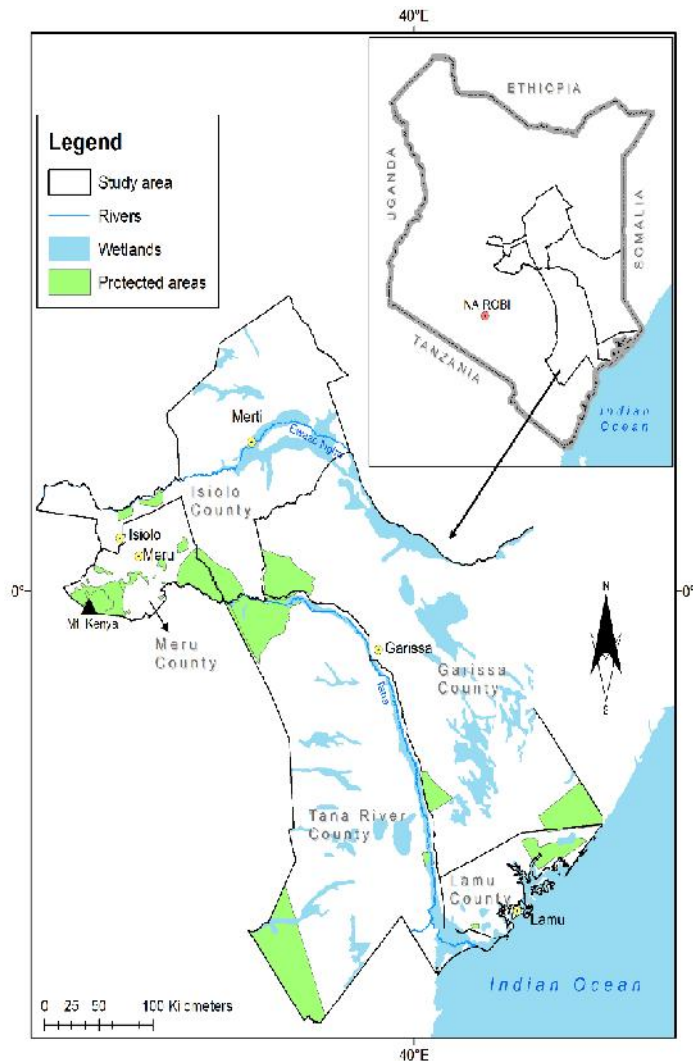 40°E
ETHIOPIA
UGANDA
SOMALIA
NAIROBI
TANZANIA
Indian
Ocean
Legend
Study area
Rivers
Wetlands
Protected areas
Merti
Isiolo
County
Isiolo
Meru
0°
0°
Mt. Kenya
Meru
County
Garissa
Garissa
County
Tana
N
S
Tana River
County
Lamu
County
Lamu
Indian Ocean
0 25 50 100 Kilometers
40°E